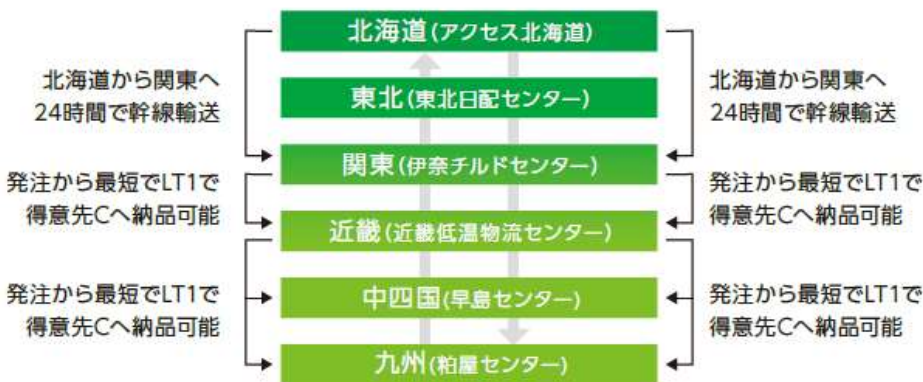 北海道(アクセス北海道)
北海道から関東へ
24時間で幹線輸送
北海道から関東へ
24時間で幹線輸送
東北(東北日配センター)
関東(伊奈チルドセンター)
発注から最短でLT1で
得意先Cへ納品可能
発注から最短でLT1で
得意先Cへ納品可能
近畿(近畿低温物流センター)
発注から最短でLT1で
得意先Cへ納品可能
発注から最短でLT1で
得意先Cへ納品可能
中四国(早島センター)
九州(粕屋センター)